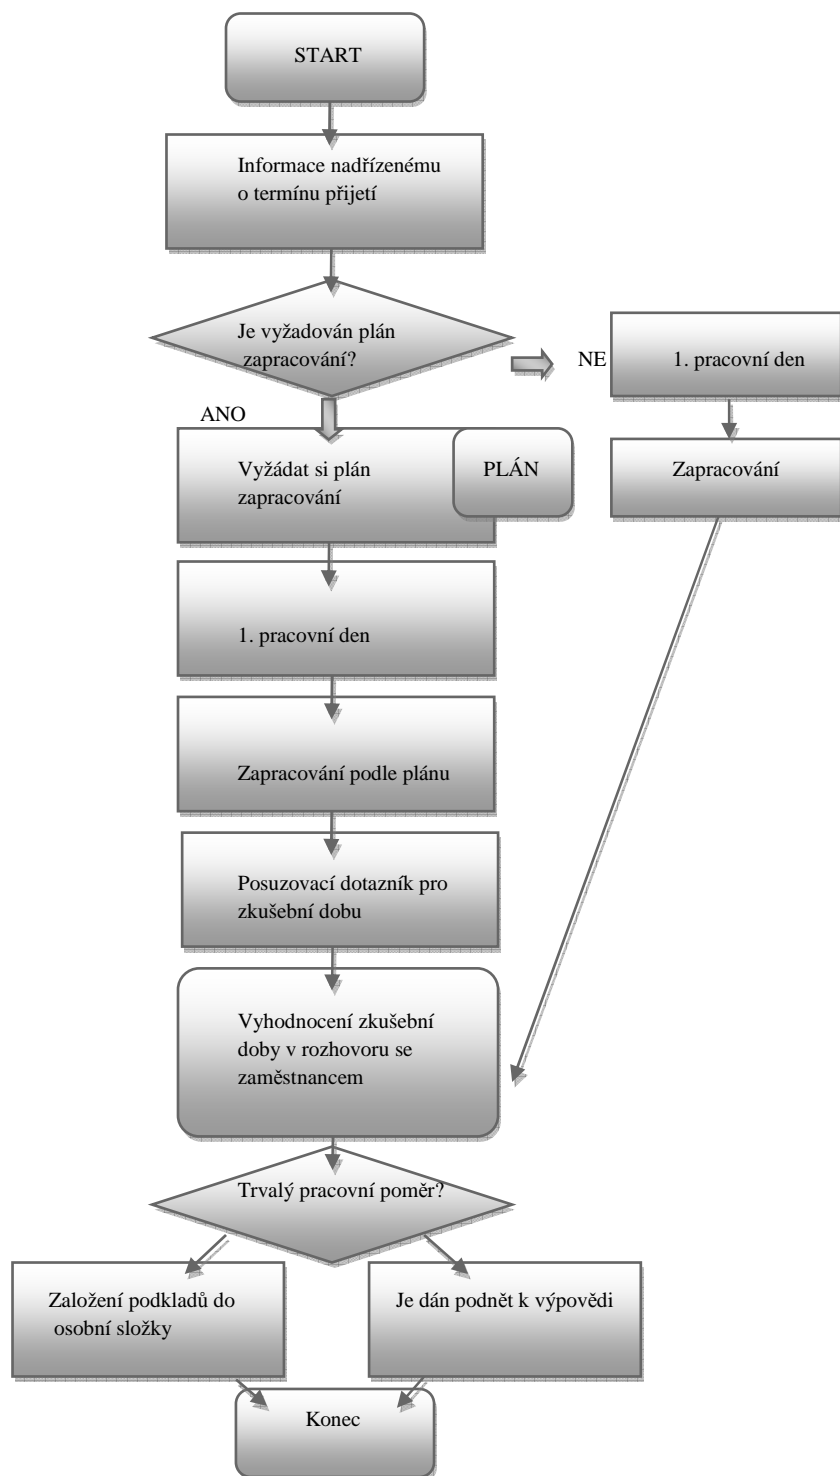 START
Informace nadřízenému
o termínu přijetí
Je vyžadován plán
zapracování?
NE
1. pracovní den
ANO
Vyžádat si plán
zapracování
PLÁN
Zapracování
1. pracovní den
Zapracování podle plánu
Posuzovací dotazník pro
zkušební dobu
Vyhodnocení zkušební
doby v rozhovoru se
zaměstnancem
Trvalý pracovní poměr?
Založení podkladů do
osobní složky
Je dán podnět k výpovědi
Konec